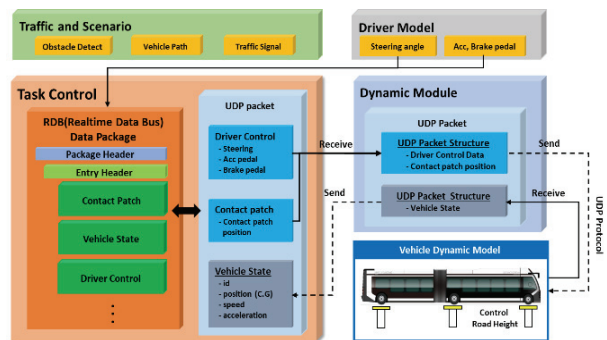 Traffic and Scenario
Obstacle Detect
Vehicle Path
Traffic Signal
Driver Model
Steering angle
Acc, Brake pedal
Task Control
RDB(Realtime Data Bus)
Data Package
Package Header
Entry Header
Contact Patch
Vehicle State
Driver Control
UDP packet
Driver Control
- Steering
- Acc pedal
- Brake pedal
Contact patch
- Contact patch
position
Vehicle State
- id
- position (C.G)
- speed
- acceleration
Receive
Send
Dynamic Module
UDP Packet
UDP Packet Structure
- Driver Control Data
- Contact patch position
UDP Packet Structure
- Vehicle State
Send
Receive
UDP Protocol
Vehicle Dynamic Model
Control
Road Height